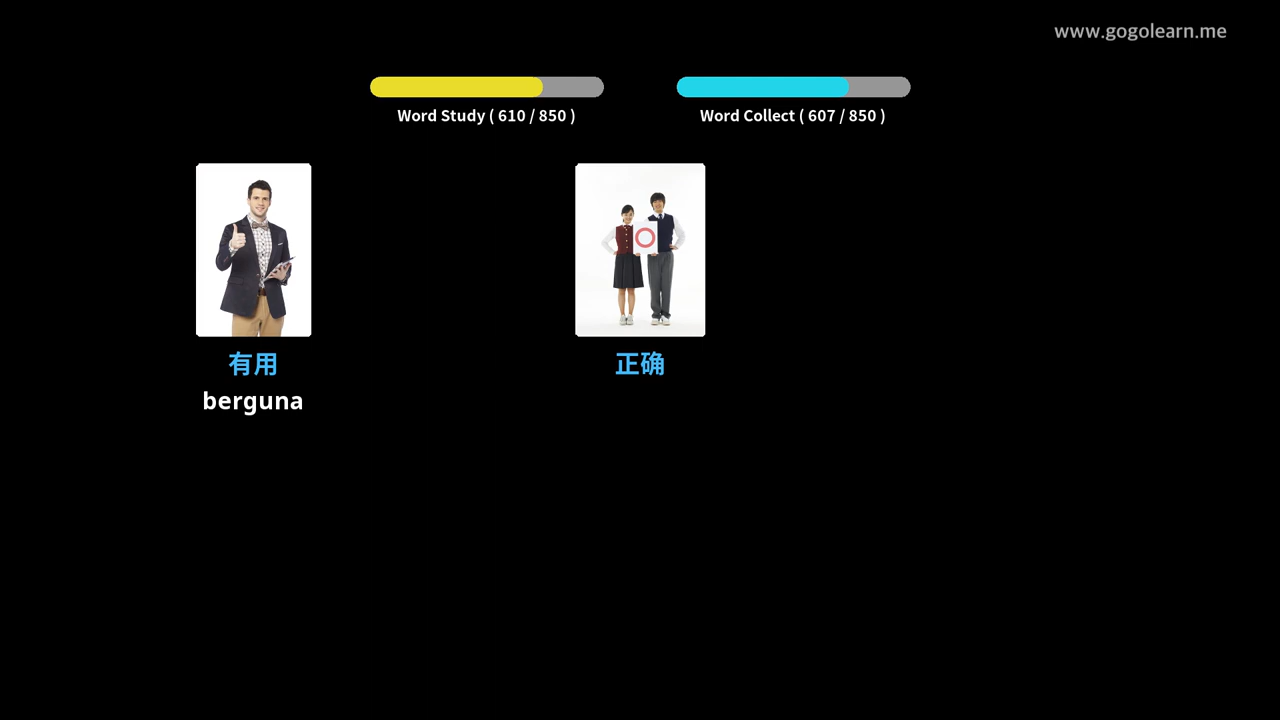 www.gogolearn.me
Word Study ( 610 / 850 )
Word Collect ( 607 / 850 )
有用
正确
berguna